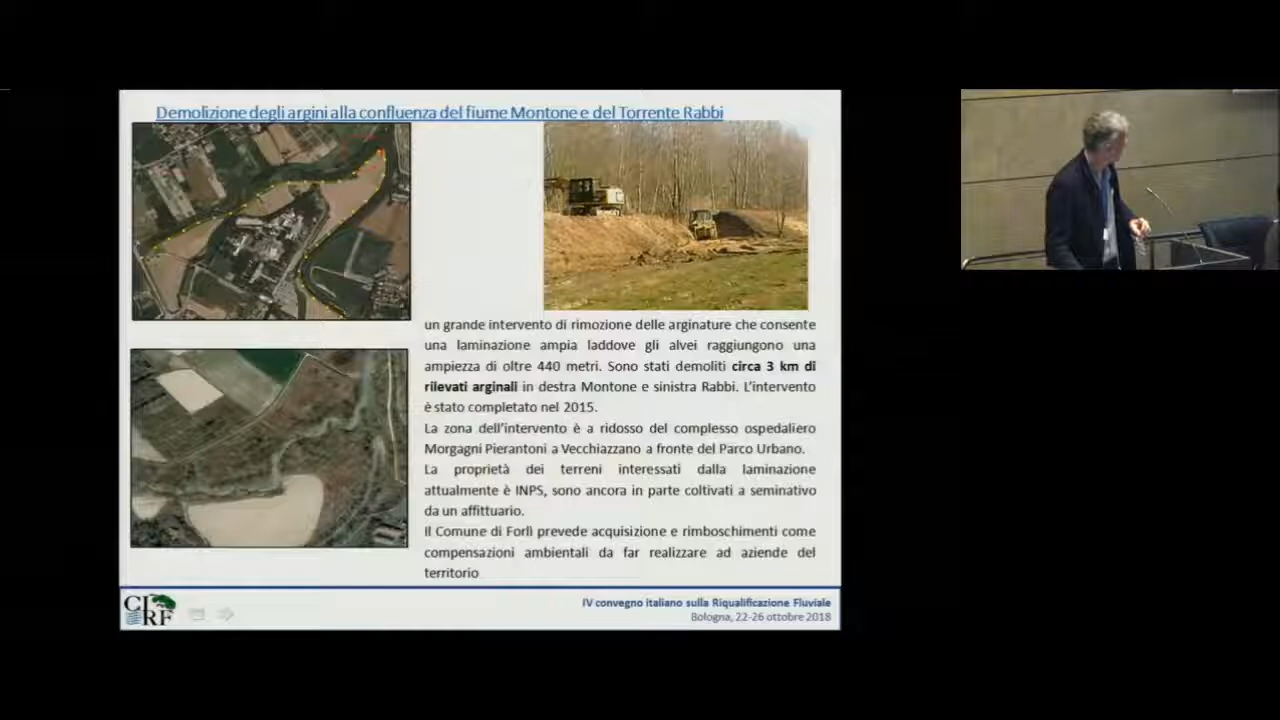 Demolizione degli argini alla confluenza del fiume Montone e del Torrente Rabbi
un grande intervento di rimozione delle arginature che consente
una laminazione ampia laddove gli alvei raggiungono una
ampiezza di oltre 440 metri. Sono stati demoliti circa 3 km di
rilevati arginali in destra Montone e sinistra Rabbi. L'intervento
è stato completato nel 2015.
La zona dell'intervento è a ridosso del complesso ospedaliero
Morgagni Pierantoni a Vecchiazzano a fronte del Parco Urbano.
La proprietà dei terreni interessati dalla laminazione
attualmente è INPS, sono ancora in parte coltivati a seminativo
da un affittuario.
Il Comune di Forlì prevede acquisizione e rimboschimenti come
compensazioni ambientali da far realizzare ad aziende del
territorio
CIRF
IV convegno italiano sulla Riqualificazione Fluviale
Bologna, 22-26 ottobre 2018